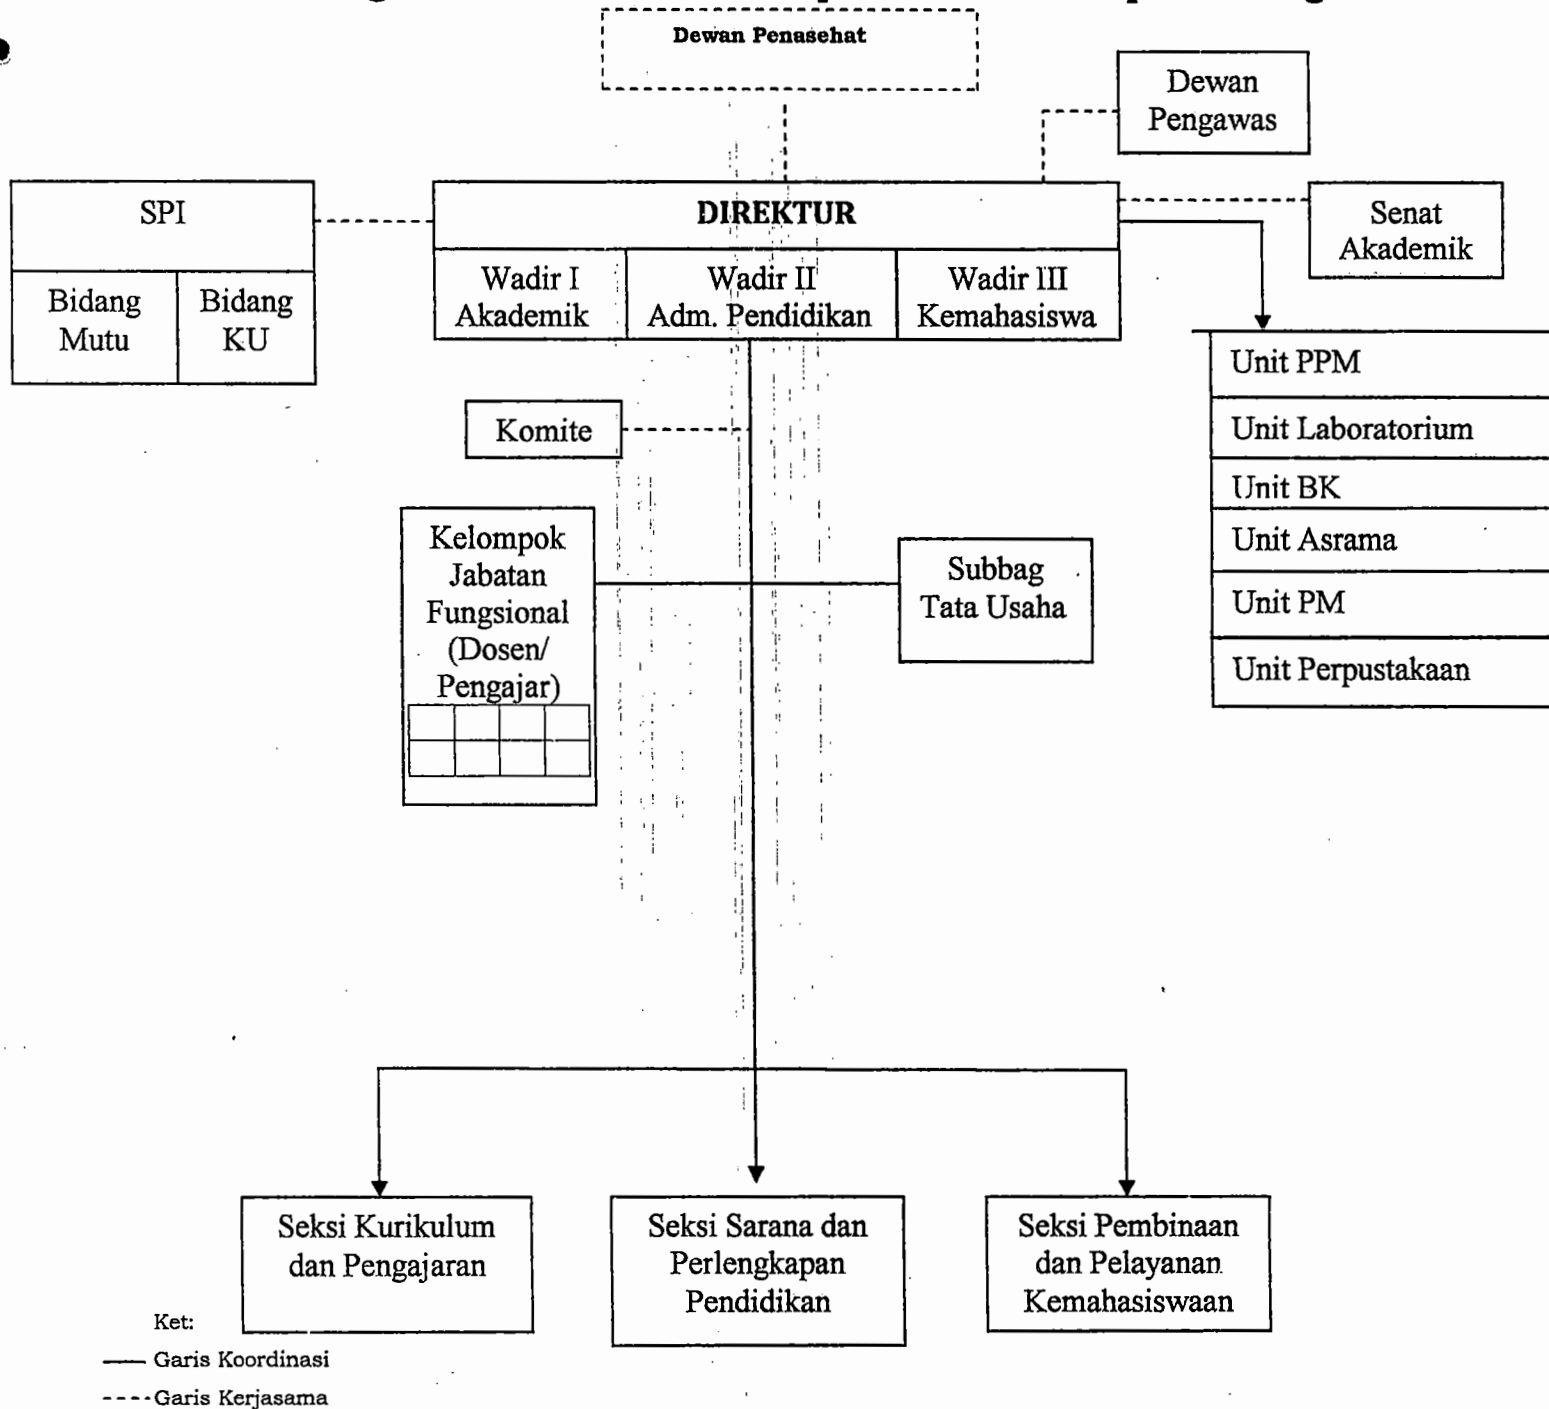 Dewan Penasehat
Dewan
Pengawas
SPI
DIREKTUR
Senat
Akademik
Bidang
Mutu
Bidang
KU
Wadir I
Akademik
Wadir II
Adm. Pendidikan
Wadir III
Kemahasiswa
Unit PPM
Unit Laboratorium
Unit BK
Unit Asrama
Unit PM
Unit Perpustakaan
Komite
Kelompok
Jabatan
Fungsional
(Dosen/
Pengajar)
Subbag
Tata Usaha
Seksi Kurikulum
dan Pengajaran
Seksi Sarana dan
Perlengkapan
Pendidikan
Seksi Pembinaan
dan Pelayanan
Kemahasiswaan
Ket:
Garis Koordinasi
Garis Kerjasama